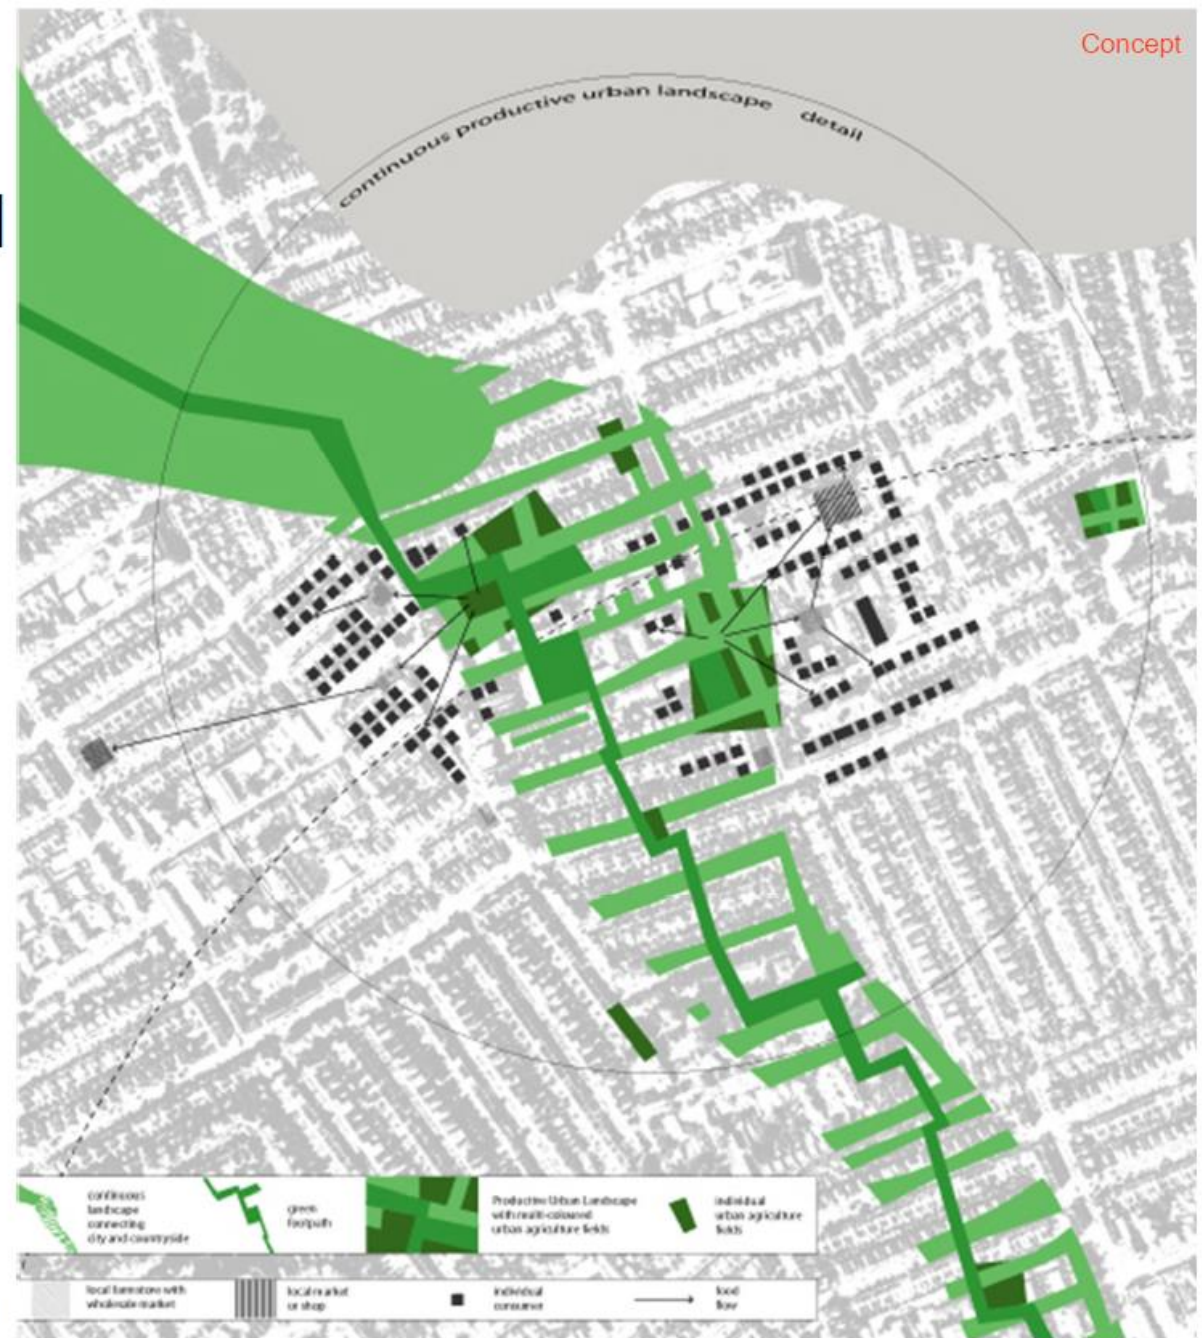 Concept
continuous productive urban landscape detail
continuous
landscape
connecting
city and countryside
green
footpath
Productive Urban Landscape
with multi-coloured
urban agriculture fields
individual
urban agriculture
fields
local farmstore with
wholesale market
local market
or shop
individual
consumer
food
flow